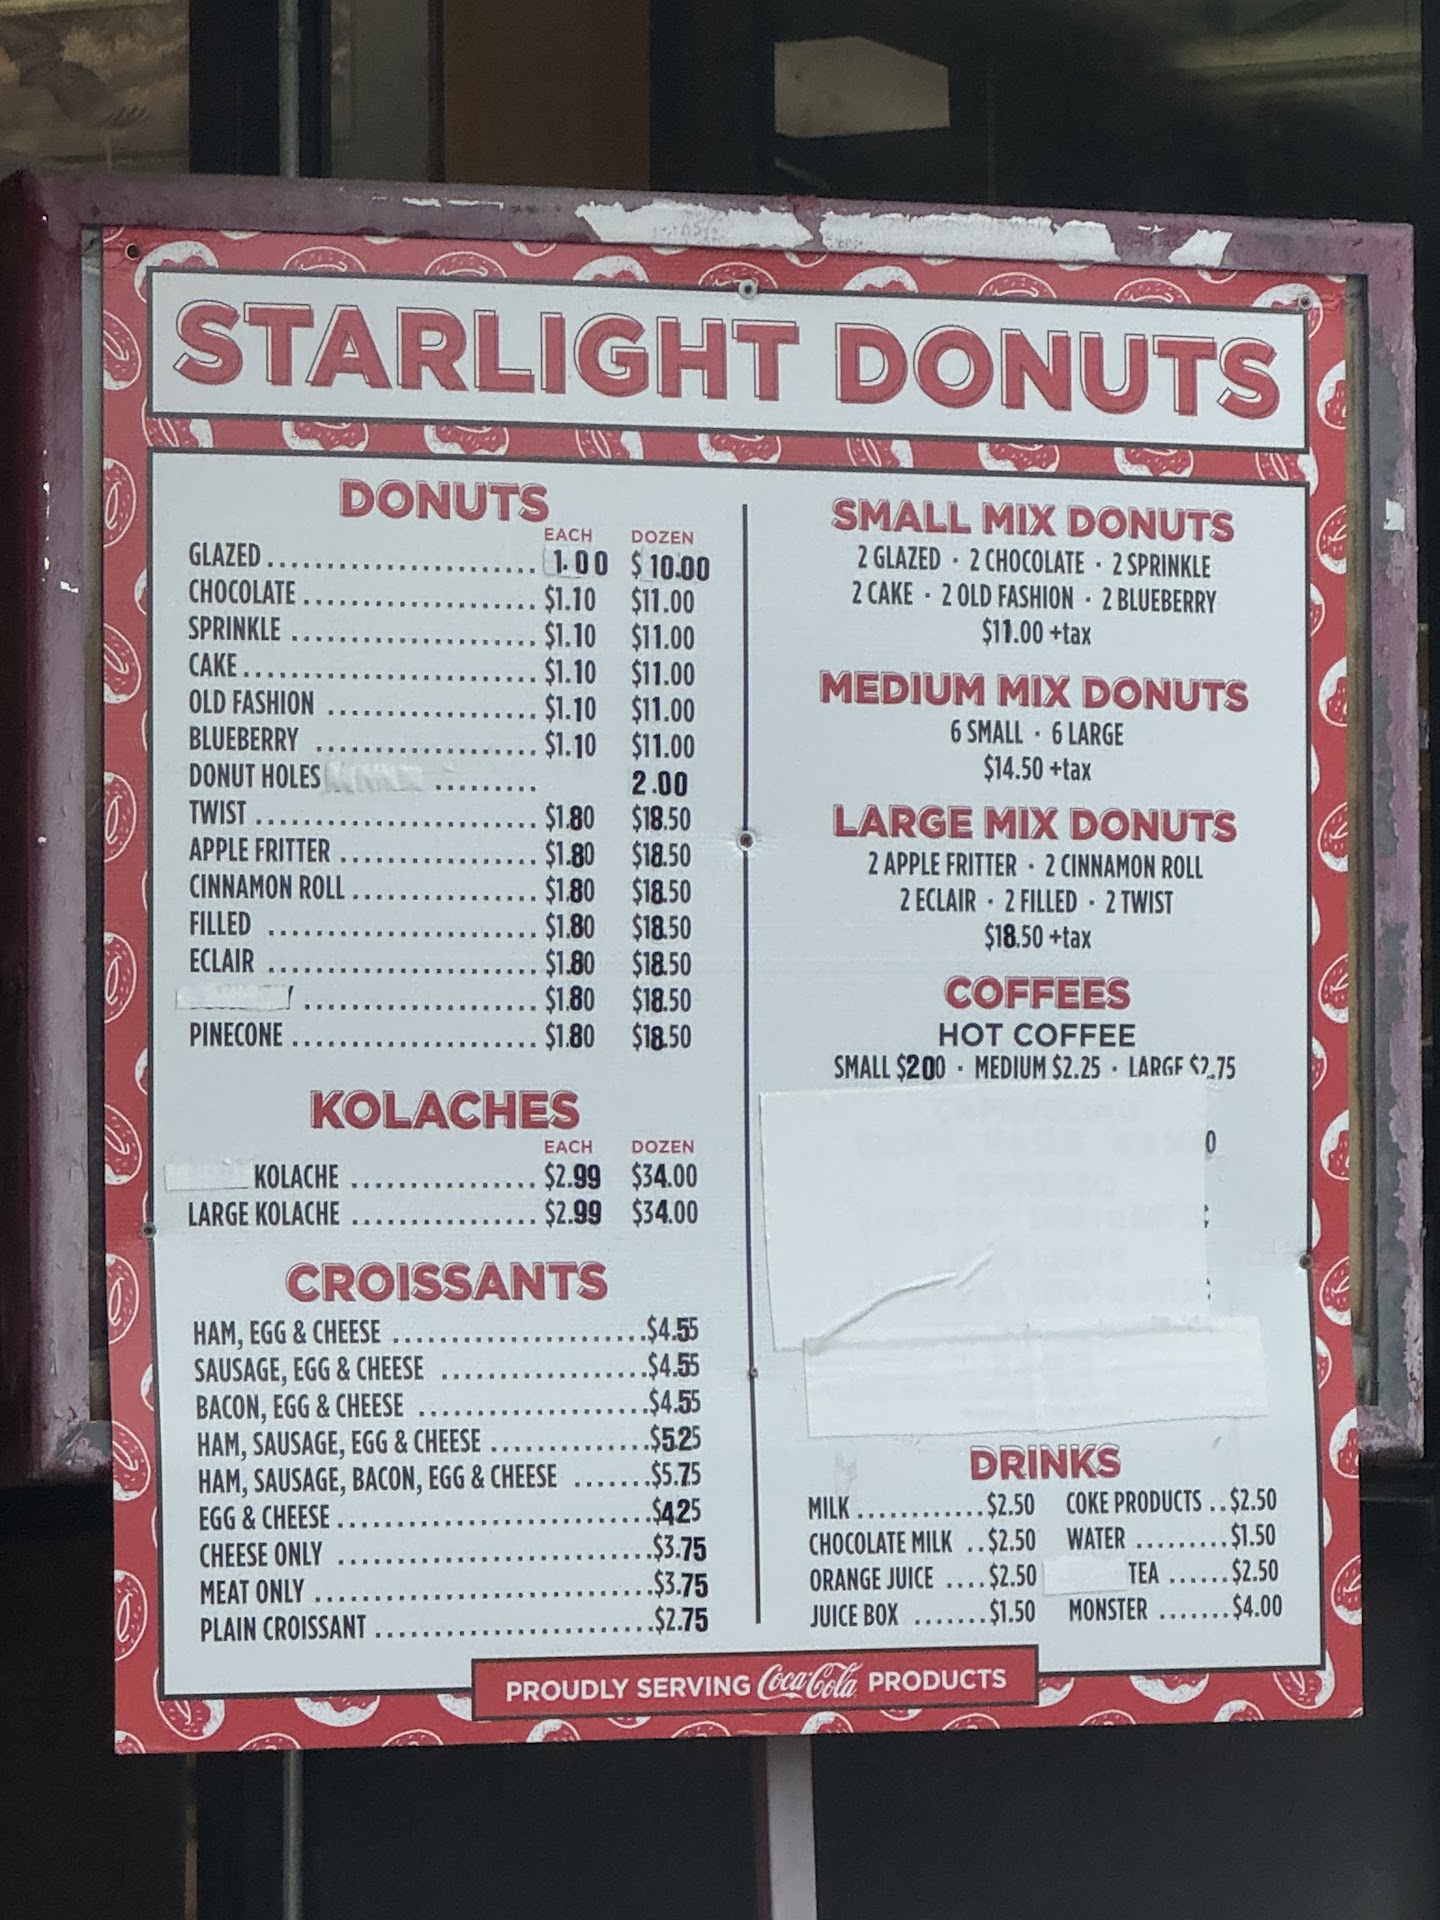 STARLIGHT DONUTS
DONUTS
EACH DOZEN
GLAZED ........................ 1.00 $10.00
CHOCOLATE ..................... $1.10 $11.00
SPRINKLE ...................... $1.10 $11.00
CAKE .......................... $1.10 $11.00
OLD FASHION ................... $1.10 $11.00
BLUEBERRY ..................... $1.10 $11.00
DONUT HOLES ......... 2.00
TWIST ......................... $1.80 $18.50
APPLE FRITTER ................. $1.80 $18.50
CINNAMON ROLL ................. $1.80 $18.50
FILLED ........................ $1.80 $18.50
ECLAIR ........................ $1.80 $18.50
..................... $1.80 $18.50
PINECONE ...................... $1.80 $18.50
KOLACHES
EACH DOZEN
KOLACHE ................. $2.99 $34.00
LARGE KOLACHE ................. $2.99 $34.00
CROISSANTS
HAM, EGG & CHEESE .......................$4.55
SAUSAGE, EGG & CHEESE ...................$4.55
BACON, EGG & CHEESE .....................$4.55
HAM, SAUSAGE, EGG & CHEESE ..............$525
HAM, SAUSAGE, BACON, EGG & CHEESE .......$5.75
EGG & CHEESE ............................$425
CHEESE ONLY .............................$3.75
MEAT ONLY ...............................$3.75
PLAIN CROISSANT .........................$2.75
SMALL MIX DONUTS
2 GLAZED · 2 CHOCOLATE · 2 SPRINKLE
2 CAKE · 2 OLD FASHION · 2 BLUEBERRY
$11.00 +tax
MEDIUM MIX DONUTS
6 SMALL · 6 LARGE
$14.50 +tax
LARGE MIX DONUTS
2 APPLE FRITTER · 2 CINNAMON ROLL
2 ECLAIR · 2 FILLED · 2 TWIST
$18.50 +tax
COFFEES
HOT COFFEE
SMALL $200 · MEDIUM $2.25 · LARGE $2.75
0
DRINKS
MILK ............$2.50 COKE PRODUCTS ..$2.50
CHOCOLATE MILK ..$2.50 WATER .........$1.50
ORANGE JUICE ....$2.50 TEA ......$2.50
JUICE BOX .......$1.50 MONSTER .......$4.00
PROUDLY SERVING Coca-Cola PRODUCTS